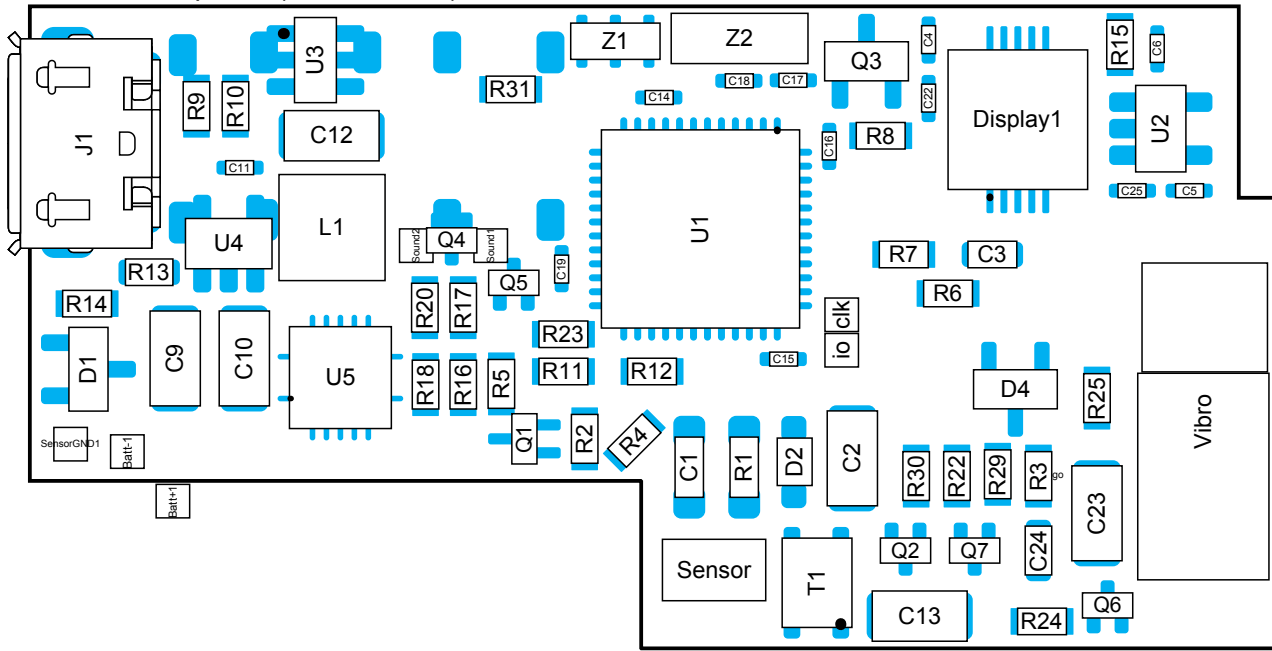 U3
Z1
Z2
C4
Q3
R15
C6
R31
C18
C17
C14
C22
R9
R10
J1
C12
C16
R8
Display1
U2
C11
C25
C5
U4
L1
Sound2
Q4
Sound1
U1
R7
C3
R13
Q5
C19
R6
R14
R20
R17
clk
R23
io
D1
C9
C10
U5
R18
R16
R5
R11
R12
C15
D4
R25
Vibro
SensorGND1
Batt-1
Q1
R2
R4
C1
R1
D2
C2
R30
R22
R29
R3
go
C23
Batt+1
Sensor
T1
Q2
Q7
C24
C13
R24
Q6